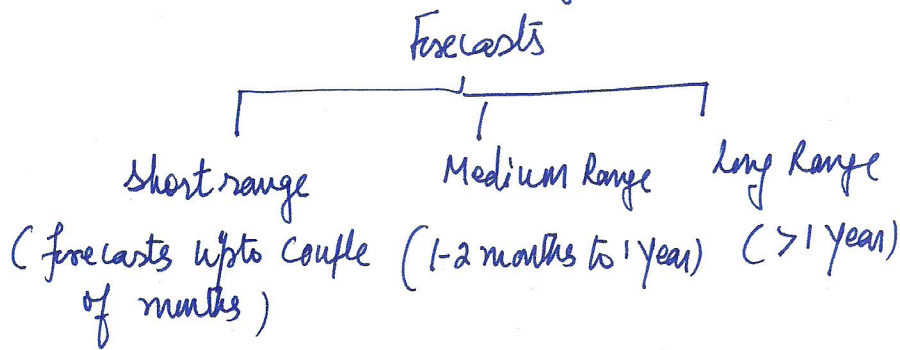 Forecasts
Short range Medium Range Long Range
(forecasts upto couple (1-2 months to 1 year) (>1 year)
of months)